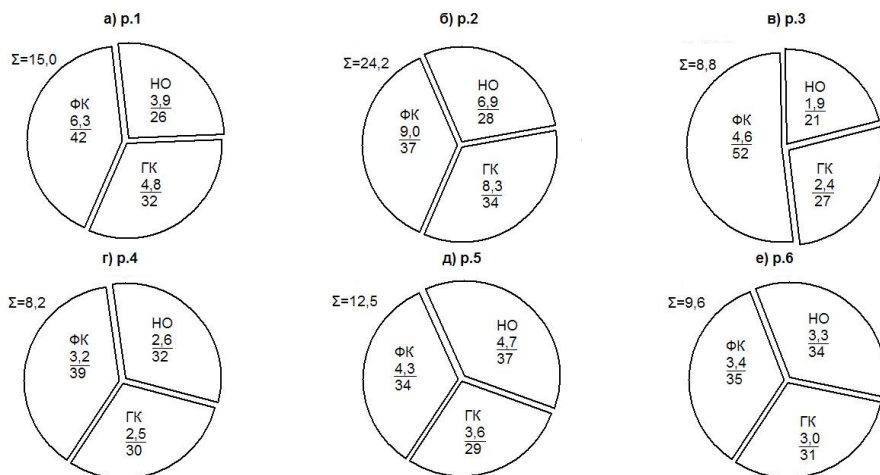 а) р.1
Σ=15,0
НО
3,9
26
ФК
6,3
42
ГК
4,8
32
б) р.2
Σ=24,2
НО
6,9
28
ФК
9,0
37
ГК
8,3
34
в) р.3
Σ=8,8
НО
1,9
21
ФК
4,6
52
ГК
2,4
27
г) р.4
Σ=8,2
НО
2,6
32
ФК
3,2
39
ГК
2,5
30
д) р.5
Σ=12,5
НО
4,7
37
ФК
4,3
34
ГК
3,6
29
е) р.6
Σ=9,6
НО
3,3
34
ФК
3,4
35
ГК
3,0
31